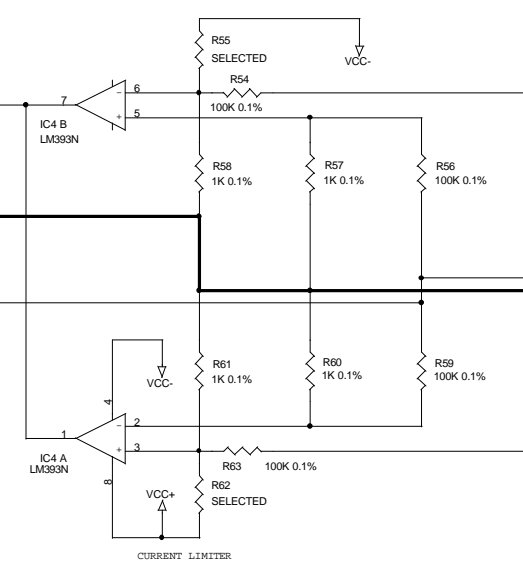 R55
SELECTED
VCC-
R54
6
7
100K 0.1%
5
IC4 B
LM393N
R58
1K 0.1%
R57
1K 0.1%
R56
100K 0.1%
R61
1K 0.1%
R60
1K 0.1%
R59
100K 0.1%
VCC-
4
2
1
3
IC4 A
LM393N
R63
100K 0.1%
8
VCC+
R62
SELECTED
CURRENT LIMITER